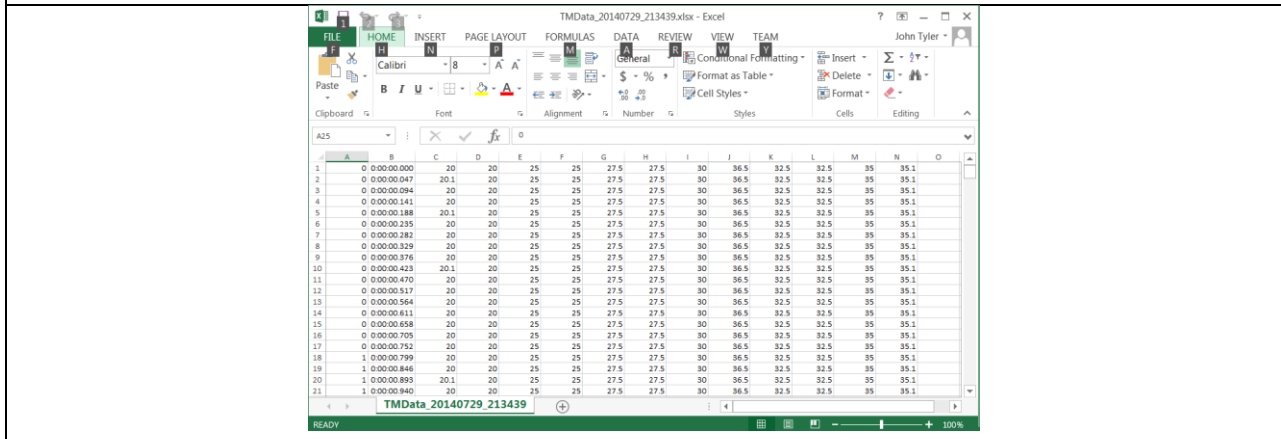 1 2 3 TMData_20140729_213439.xlsx - Excel ?
FILE HOME INSERT PAGE LAYOUT FORMULAS DATA REVIEW VIEW TEAM John Tyler
F H N P M A R W Y
Calibri 8 A A General Conditional Formatting Insert Σ
Paste $ % , Format as Table Delete
B I U A Cell Styles Format
Clipboard Font Alignment Number Styles Cells Editing
A25 fx 0
A B C D E F G H I J K L M N O
1 0 0:00:00.000 20 20 25 25 27.5 27.5 30 36.5 32.5 32.5 35 35.1
2 0 0:00:00.047 20.1 20 25 25 27.5 27.5 30 36.5 32.5 32.5 35 35.1
3 0 0:00:00.094 20 20 25 25 27.5 27.5 30 36.5 32.5 32.5 35 35.1
4 0 0:00:00.141 20 20 25 25 27.5 27.5 30 36.5 32.5 32.5 35 35.1
5 0 0:00:00.188 20.1 20 25 25 27.5 27.5 30 36.5 32.5 32.5 35 35.1
6 0 0:00:00.235 20 20 25 25 27.5 27.5 30 36.5 32.5 32.5 35 35.1
7 0 0:00:00.282 20 20 25 25 27.5 27.5 30 36.5 32.5 32.5 35 35.1
8 0 0:00:00.329 20 20 25 25 27.5 27.5 30 36.5 32.5 32.5 35 35.1
9 0 0:00:00.376 20 20 25 25 27.5 27.5 30 36.5 32.5 32.5 35 35.1
10 0 0:00:00.423 20.1 20 25 25 27.5 27.5 30 36.5 32.5 32.5 35 35.1
11 0 0:00:00.470 20 20 25 25 27.5 27.5 30 36.5 32.5 32.5 35 35.1
12 0 0:00:00.517 20 20 25 25 27.5 27.5 30 36.5 32.5 32.5 35 35.1
13 0 0:00:00.564 20 20 25 25 27.5 27.5 30 36.5 32.5 32.5 35 35.1
14 0 0:00:00.611 20 20 25 25 27.5 27.5 30 36.5 32.5 32.5 35 35.1
15 0 0:00:00.658 20 20 25 25 27.5 27.5 30 36.5 32.5 32.5 35 35.1
16 0 0:00:00.705 20 20 25 25 27.5 27.5 30 36.5 32.5 32.5 35 35.1
17 0 0:00:00.752 20 20 25 25 27.5 27.5 30 36.5 32.5 32.5 35 35.1
18 1 0:00:00.799 20 20 25 25 27.5 27.5 30 36.5 32.5 32.5 35 35.1
19 1 0:00:00.846 20 20 25 25 27.5 27.5 30 36.5 32.5 32.5 35 35.1
20 1 0:00:00.893 20.1 20 25 25 27.5 27.5 30 36.5 32.5 32.5 35 35.1
21 1 0:00:00.940 20 20 25 25 27.5 27.5 30 36.5 32.5 32.5 35 35.1
TMData_20140729_213439
READY 100%